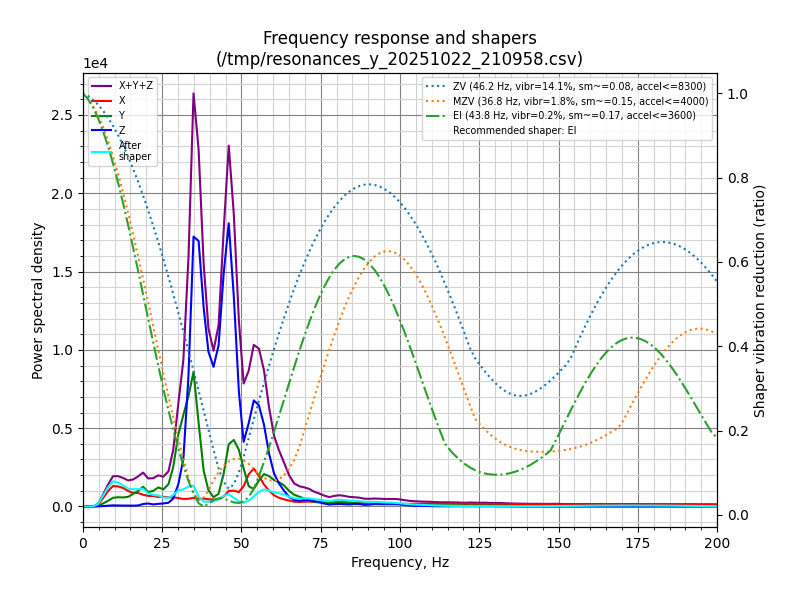 Frequency response and shapers
(/tmp/resonances_y_20251022_210958.csv)
1e4
X+Y+Z
X
Y
Z
After
shaper
ZV (46.2 Hz, vibr=14.1%, sm~=0.08, accel<=8300)
MZV (36.8 Hz, vibr=1.8%, sm~=0.15, accel<=4000)
EI (43.8 Hz, vibr=0.2%, sm~=0.17, accel<=3600)
Recommended shaper: EI
Power spectral density
2.5
2.0
1.5
1.0
0.5
0.0
1.0
0.8
0.6
0.4
0.2
0.0
Shaper vibration reduction (ratio)
0 25 50 75 100 125 150 175 200
Frequency, Hz